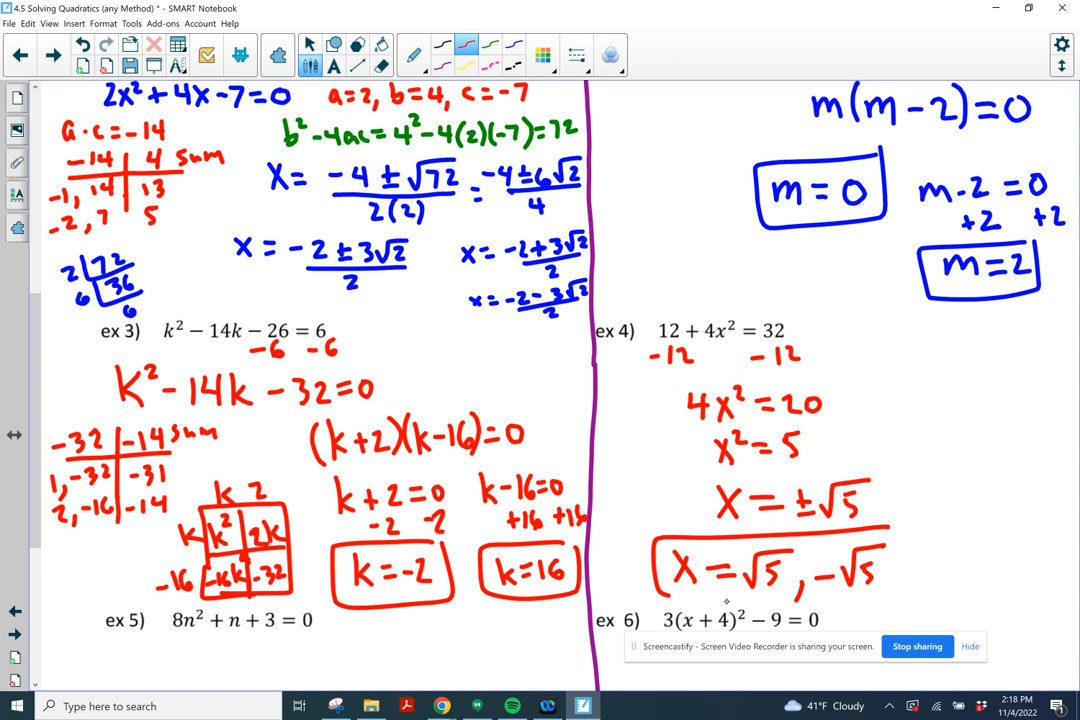 4.5 Solving Quadratics (any Method) * - SMART Notebook
File Edit View Insert Format Tools Add-ons Account Help
2x² + 4x - 7 = 0 a = 2, b = 4, c = -7
a · c = -14
b² - 4ac = 4² - 4(2)(-7) = 72
-14 | 4 sum
-1, 14 | 13
-2, 7 | 5
x = -4 ± √72 / 2(2) = -4 ± 6√2 / 4
2 | 72
6 | 36
6
x = -2 ± 3√2 / 2
x = -2 + 3√2 / 2
x = -2 - 3√2 / 2
m(m - 2) = 0
m = 0
m - 2 = 0
+2 +2
m = 2
ex 3) k² − 14k − 26 = 6
-6 -6
k² - 14k - 32 = 0
-32 | -14 sum
1, -32 | -31
2, -16 | -14
(k + 2)(k - 16) = 0
k 2
k k² 2k
-16 -16k -32
k + 2 = 0
-2 -2
k = -2
k - 16 = 0
+16 +16
k = 16
ex 4) 12 + 4x² = 32
-12 -12
4x² = 20
x² = 5
x = ±√5
x = √5, -√5
ex 5) 8n² + n + 3 = 0
ex 6) 3(x + 4)² − 9 = 0
Screencastify - Screen Video Recorder is sharing your screen.
Stop sharing
Hide
Type here to search
41°F Cloudy
2:18 PM
11/4/2022
1